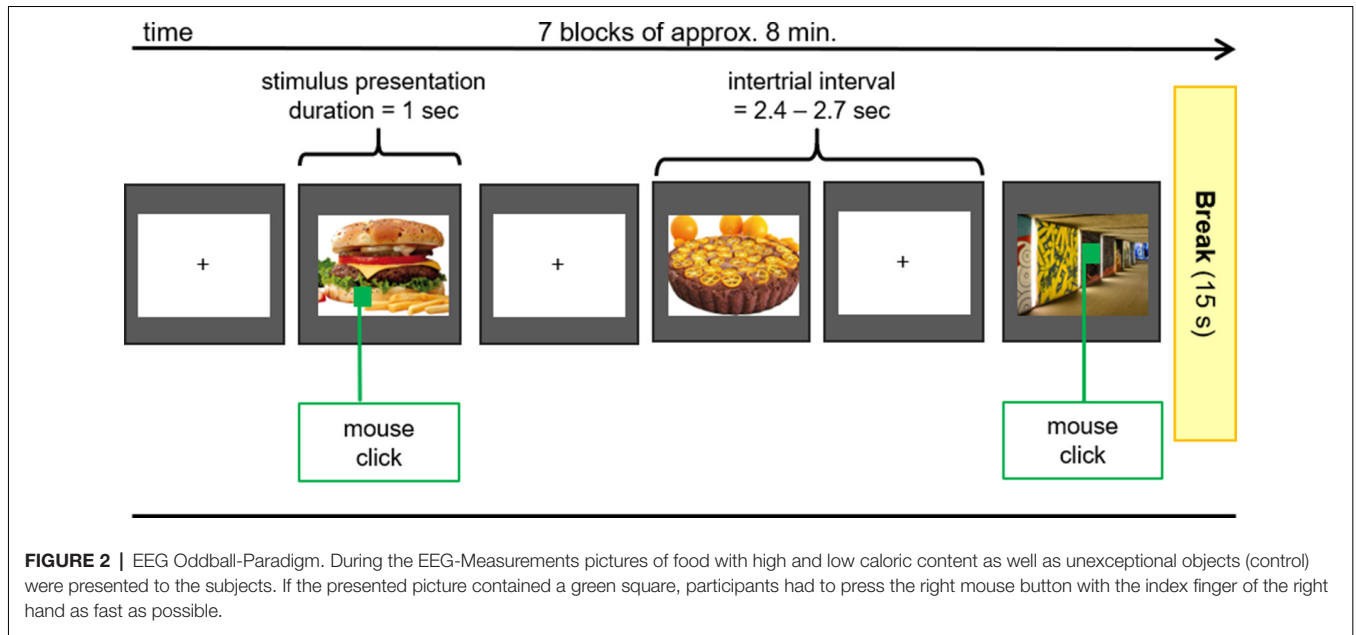 time
7 blocks of approx. 8 min.
stimulus presentation
duration = 1 sec
intertrial interval
= 2.4 – 2.7 sec
+
+
+
Break (15 s)
mouse
click
mouse
click
FIGURE 2 | EEG Oddball-Paradigm. During the EEG-Measurements pictures of food with high and low caloric content as well as unexceptional objects (control)
were presented to the subjects. If the presented picture contained a green square, participants had to press the right mouse button with the index finger of the right
hand as fast as possible.